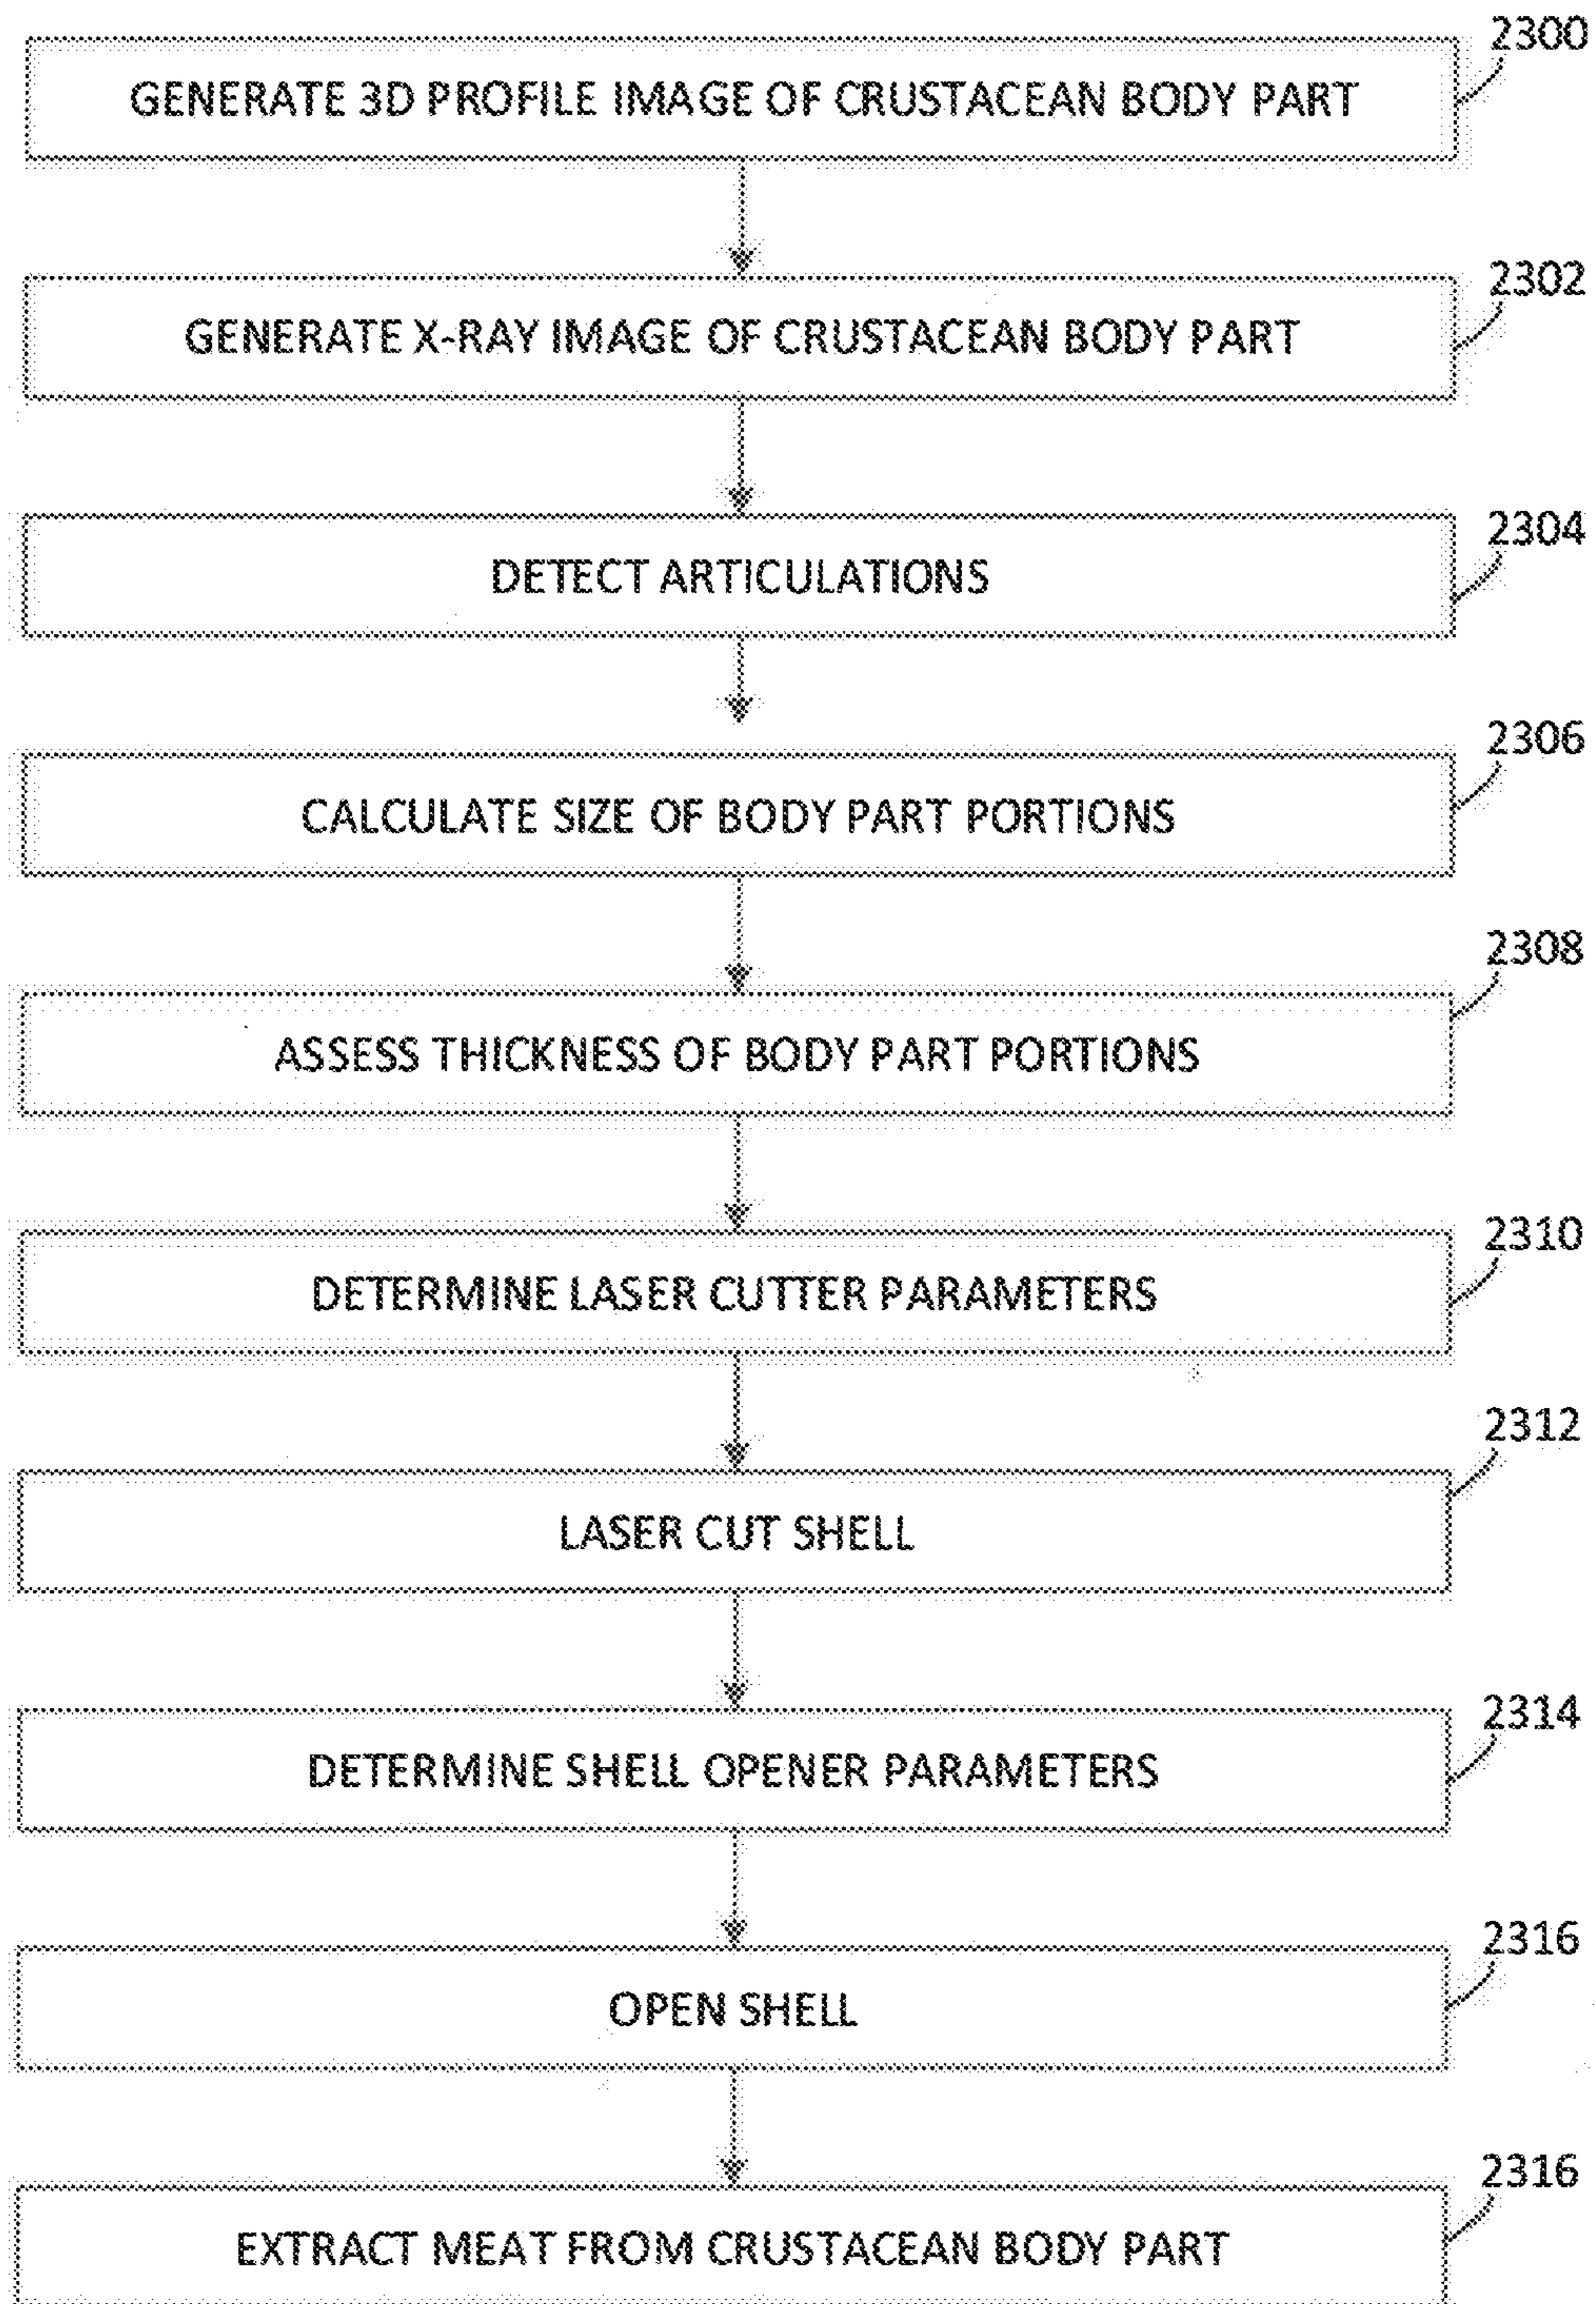 2300
GENERATE 3D PROFILE IMAGE OF CRUSTACEAN BODY PART
2302
GENERATE X-RAY IMAGE OF CRUSTACEAN BODY PART
2304
DETECT ARTICULATIONS
2306
CALCULATE SIZE OF BODY PART PORTIONS
2308
ASSESS THICKNESS OF BODY PART PORTIONS
2310
DETERMINE LASER CUTTER PARAMETERS
2312
LASER CUT SHELL
2314
DETERMINE SHELL OPENER PARAMETERS
2316
OPEN SHELL
2316
EXTRACT MEAT FROM CRUSTACEAN BODY PART